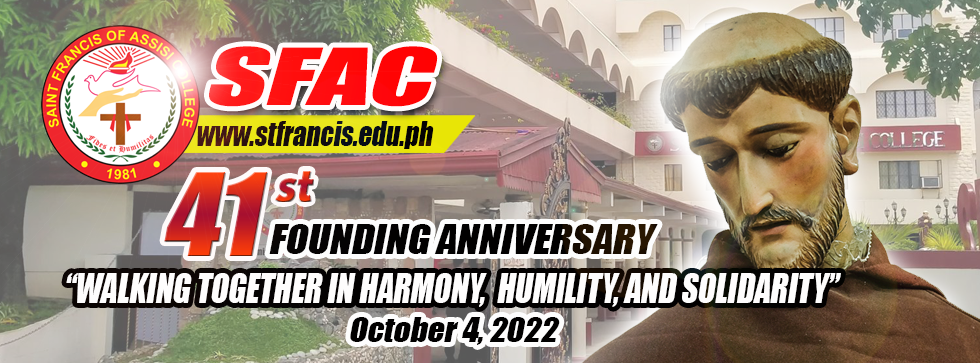 SAINT FRANCIS OF ASSISI COLLEGE
Fides et Humilitas
1981
SFAC
www.stfrancis.edu.ph
41st
FOUNDING ANNIVERSARY
“WALKING TOGETHER IN HARMONY, HUMILITY, AND SOLIDARITY”
October 4, 2022
COLLEGE